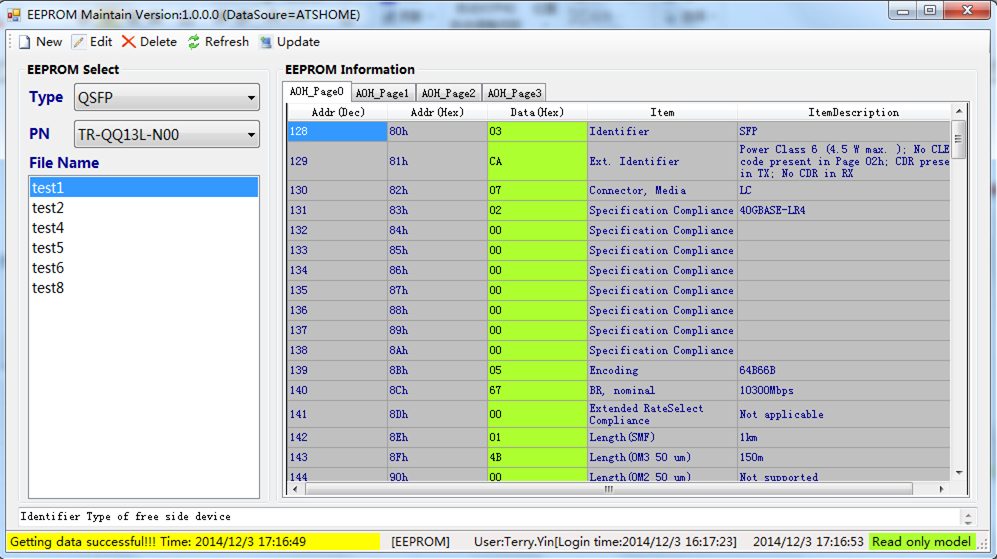 EEPROM Maintain Version:1.0.0.0 (DataSoure=ATSHOME)
New Edit Delete Refresh Update
EEPROM Select
Type QSFP
PN TR-QQ13L-N00
File Name
test1
test2
test4
test5
test6
test8
EEPROM Information
A0H_Page0 A0H_Page1 A0H_Page2 A0H_Page3
Addr(Dec) Addr(Hex) Data(Hex) Item ItemDescription
128 80h 03 Identifier SFP
129 81h CA Ext. Identifier Power Class 6 (4.5 W max. ); No CLE
code present in Page 02h; CDR prese
in TX; No CDR in RX
130 82h 07 Connector, Media LC
131 83h 02 Specification Compliance 40GBASE-LR4
132 84h 00 Specification Compliance
133 85h 00 Specification Compliance
134 86h 00 Specification Compliance
135 87h 00 Specification Compliance
136 88h 00 Specification Compliance
137 89h 00 Specification Compliance
138 8Ah 00 Specification Compliance
139 8Bh 05 Encoding 64B66B
140 8Ch 67 BR, nominal 10300Mbps
141 8Dh 00 Extended RateSelect
Compliance Not applicable
142 8Eh 01 Length(SMF) 1km
143 8Fh 4B Length(OM3 50 um) 150m
144 90h 00 Length(OM2 50 um) Not supported
Identifier Type of free side device
Getting data successful!!! Time: 2014/12/3 17:16:49 [EEPROM] User:Terry.Yin[Login time:2014/12/3 16:17:23] 2014/12/3 17:16:53 Read only model